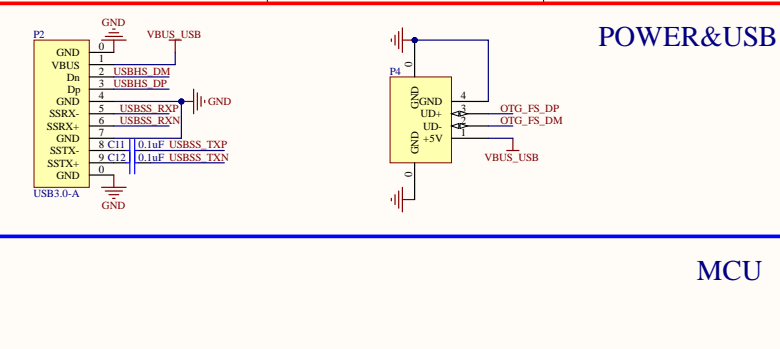 POWER&USB
P2
GND
VBUS_USB
GND 0
VBUS 1
Dn 2 USBHS_DM
Dp 3 USBHS_DP
GND 4
GND
SSRX- 5 USBSS_RXP
SSRX+ 6 USBSS_RXN
GND 7
SSTX- 8 C11 0.1uF USBSS_TXP
SSTX+ 9 C12 0.1uF USBSS_TXN
GND 0
USB3.0-A
GND
P4
0
GND
GND 4
UD+ 3 OTG_FS_DP
UD- 2 OTG_FS_DM
+5V 1
GND
VBUS_USB
0
MCU